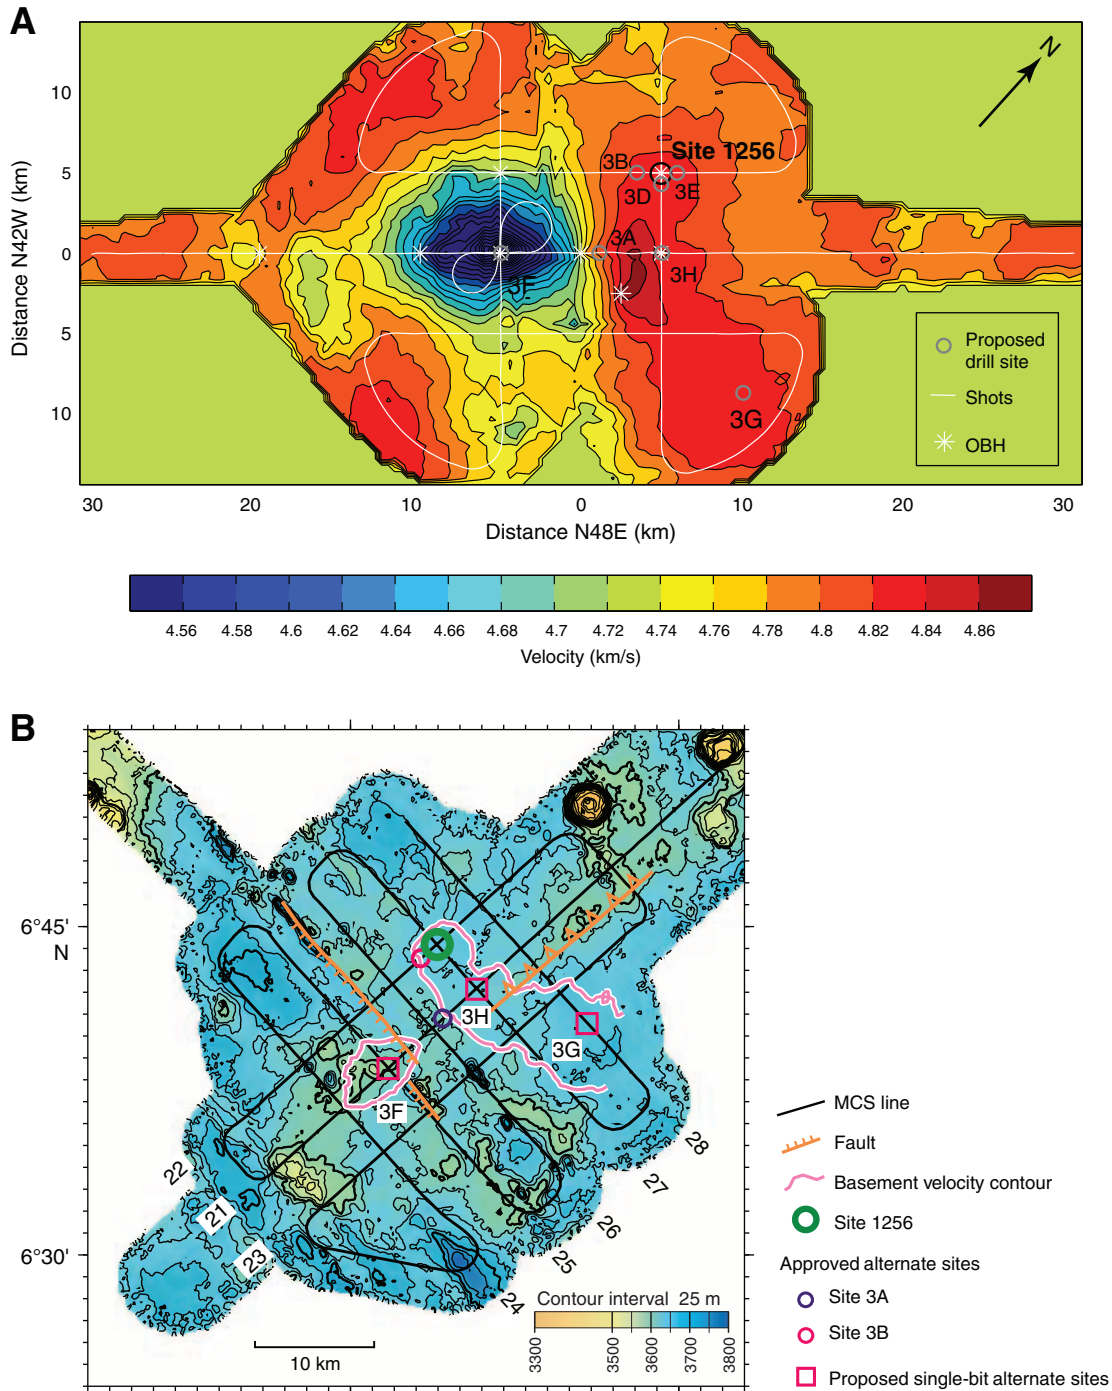 A
N
10
5
0
5
10
Distance N42W (km)
Site 1256
3B
3D
3E
3A
3H
3F
3G
Proposed
drill site
Shots
OBH
30
20
10
0
10
20
30
Distance N48E (km)
4.56
4.58
4.6
4.62
4.64
4.66
4.68
4.7
4.72
4.74
4.76
4.78
4.8
4.82
4.84
4.86
Velocity (km/s)
B
6°45'
N
6°30'
3H
3G
3F
22
21
23
24
25
26
27
28
Contour interval 25 m
3300
3500
3600
3700
3800
10 km
MCS line
Fault
Basement velocity contour
Site 1256
Approved alternate sites
Site 3A
Site 3B
Proposed single-bit alternate sites